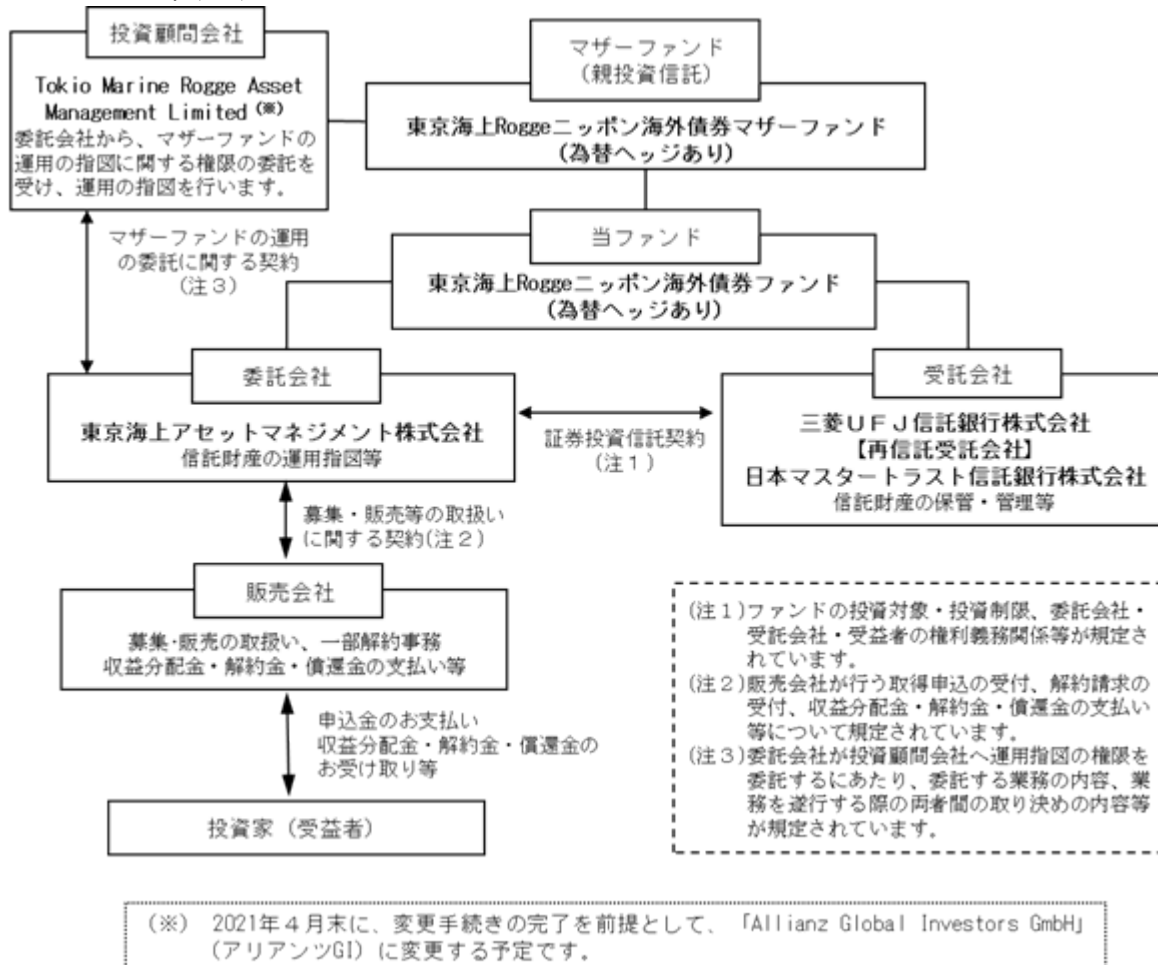 投資顧問会社
Tokio Marine Rogge Asset
Management Limited (※)
委託会社から、マザーファンドの
運用の指図に関する権限の委託を
受け、運用の指図を行います。
マザーファンド
(親投資信託)
東京海上Roggeニッポン海外債券マザーファンド
(為替ヘッジあり)
マザーファンドの運用
の委託に関する契約
(注3)
当ファンド
東京海上Roggeニッポン海外債券ファンド
(為替ヘッジあり)
委託会社
東京海上アセットマネジメント株式会社
信託財産の運用指図等
証券投資信託契約
(注1)
受託会社
三菱UFJ信託銀行株式会社
【再信託受託会社】
日本マスタートラスト信託銀行株式会社
信託財産の保管・管理等
募集・販売等の取扱い
に関する契約(注2)
販売会社
募集・販売の取扱い、一部解約事務
収益分配金・解約金・償還金の支払い等
申込金のお支払い
収益分配金・解約金・償還金の
お受け取り等
投資家(受益者)
(注1)ファンドの投資対象・投資制限、委託会社・
受託会社・受益者の権利義務関係等が規定さ
れています。
(注2)販売会社が行う取得申込の受付、解約請求の
受付、収益分配金・解約金・償還金の支払い
等について規定されています。
(注3)委託会社が投資顧問会社へ運用指図の権限を
委託するにあたり、委託する業務の内容、業
務を遂行する際の両者間の取り決めの内容等
が規定されています。
(※) 2021年4月末に、変更手続きの完了を前提として、「Allianz Global Investors GmbH」
(アリアンツGI)に変更する予定です。